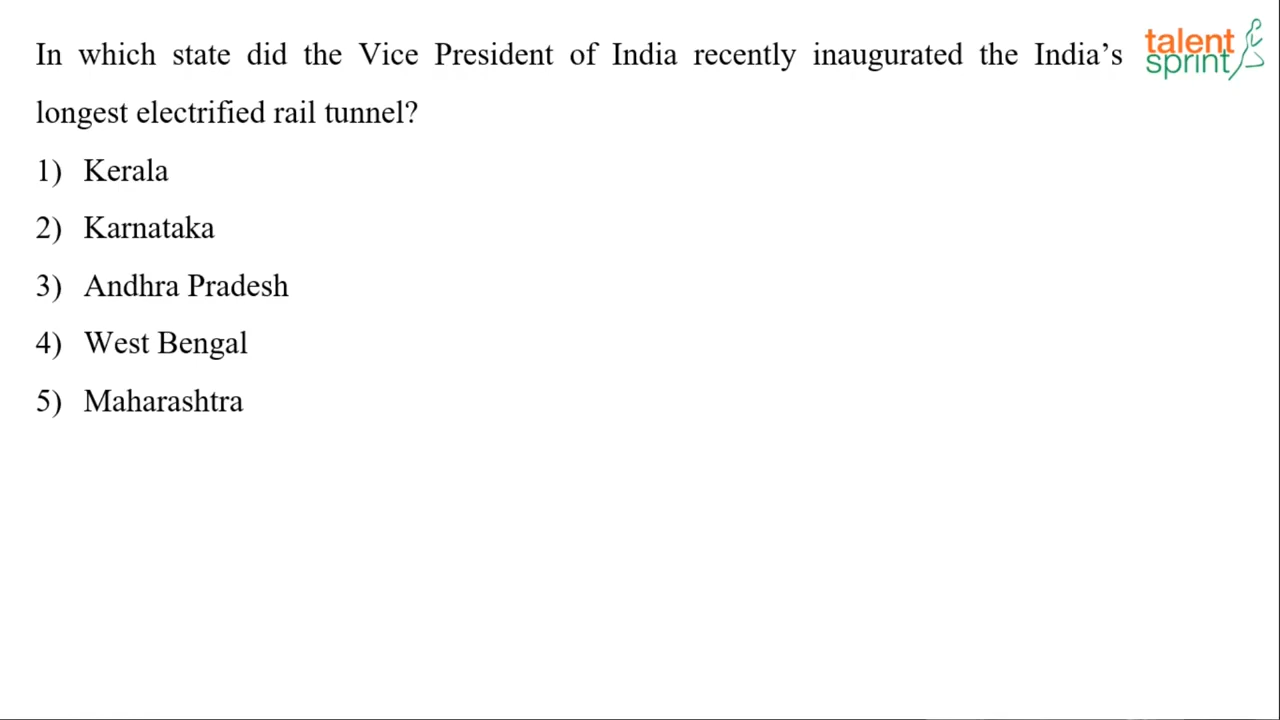 In which state did the Vice President of India recently inaugurated the India’s
longest electrified rail tunnel?
1) Kerala
2) Karnataka
3) Andhra Pradesh
4) West Bengal
5) Maharashtra
talent
sprint